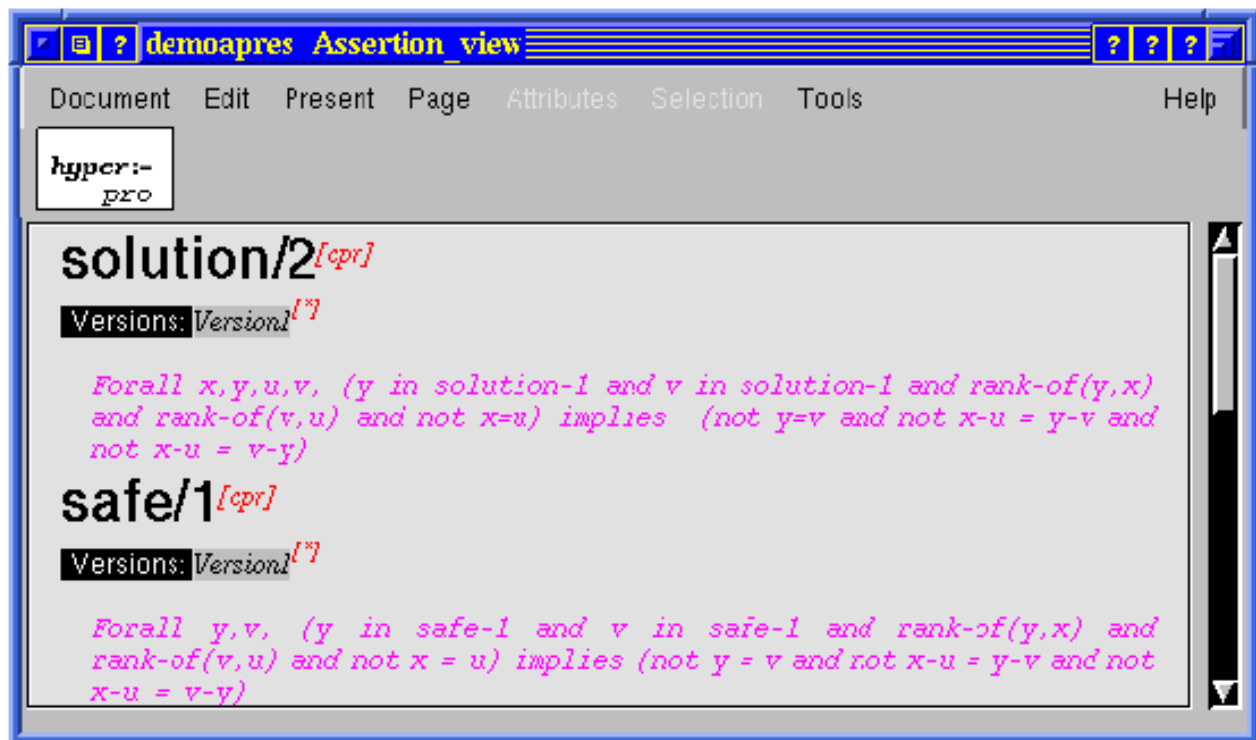 ? demoapres Assertion_view ? ? ?
Document Edit Present Page Attributes Selection Tools Help
hyper:-
pro
solution/2[cpr]
Versions: Version1[*]
Forall x,y,u,v, (y in solution-1 and v in solution-1 and rank-of(y,x)
and rank-of(v,u) and not x=u) implies (not y=v and not x-u = y-v and
not x-u = v-y)
safe/1[cpr]
Versions: Version1[*]
Forall y,v, (y in safe-1 and v in safe-1 and rank-of(y,x) and
rank-of(v,u) and not x = u) implies (not y = v and not x-u = y-v and not
x-u = v-y)